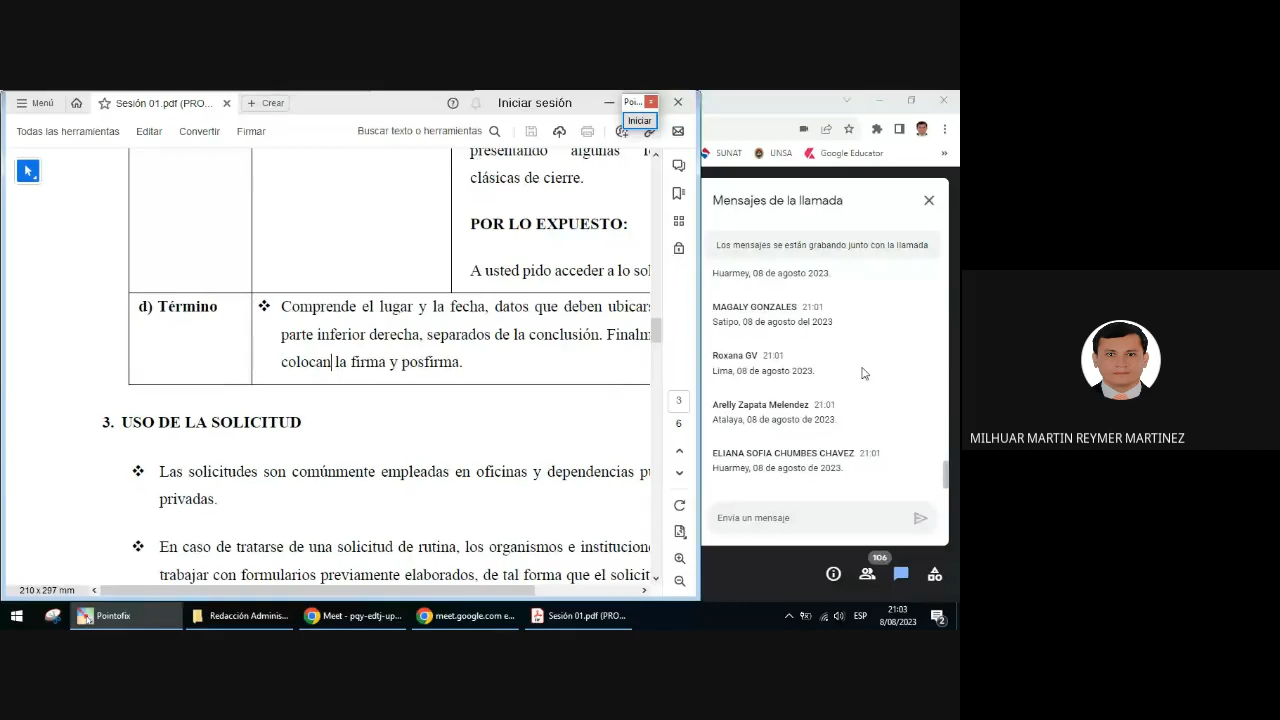 Menú
Sesión 01.pdf (PRO...
Crear
Iniciar sesión
Poi...
Iniciar
Todas las herramientas
Editar
Convertir
Firmar
Buscar texto o herramientas
presentando algunas
clásicas de cierre.
POR LO EXPUESTO:
A usted pido acceder a lo sol
d) Término
❖ Comprende el lugar y la fecha, datos que deben ubicars
parte inferior derecha, separados de la conclusión. Finalm
colocan la firma y posfirma.
3. USO DE LA SOLICITUD
❖ Las solicitudes son comúnmente empleadas en oficinas y dependencias pu
privadas.
❖ En caso de tratarse de una solicitud de rutina, los organismos e institucione
trabajar con formularios previamente elaborados, de tal forma que el solicit
3
6
210 x 297 mm
SUNAT
UNSA
Google Educator
»
Mensajes de la llamada
Los mensajes se están grabando junto con la llamada
Huarmey, 08 de agosto 2023.
MAGALY GONZALES 21:01
Satipo, 08 de agosto del 2023
Roxana GV 21:01
Lima, 08 de agosto 2023.
Arelly Zapata Melendez 21:01
Atalaya, 08 de agosto de 2023.
ELIANA SOFIA CHUMBES CHAVEZ 21:01
Huarmey, 08 de agosto de 2023.
Envía un mensaje
106
MILHUAR MARTIN REYMER MARTINEZ
Pointofix
Redacción Adminis...
Meet - pqy-edtj-up...
meet.google.com e...
Sesión 01.pdf (PRO...
ESP
21:03
8/08/2023
2